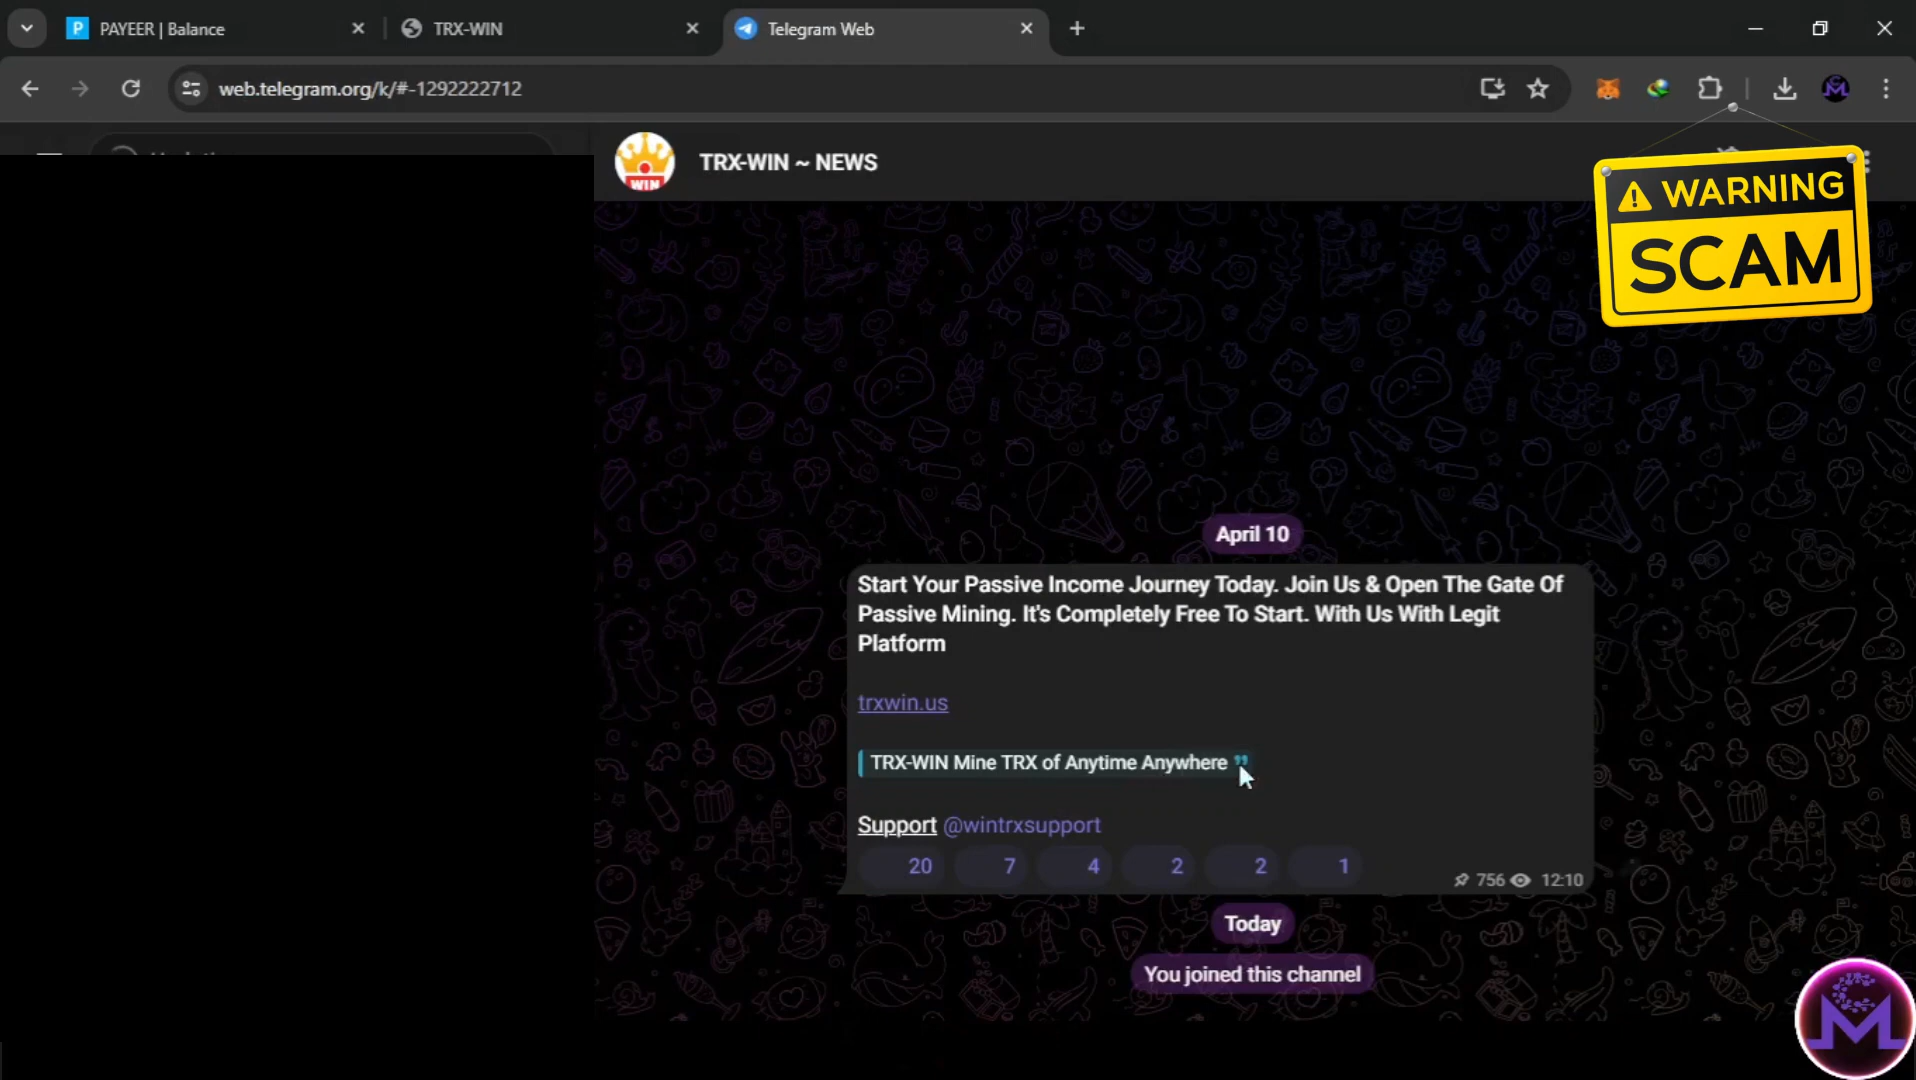 PAYEER | Balance
TRX-WIN
Telegram Web
web.telegram.org/k/#-1292222712
WIN
TRX-WIN ~ NEWS
WARNING
SCAM
April 10
Start Your Passive Income Journey Today. Join Us & Open The Gate Of
Passive Mining. It's Completely Free To Start. With Us With Legit
Platform
trxwin.us
TRX-WIN Mine TRX of Anytime Anywhere
Support @wintrxsupport
20 7 4 2 2 1
756 12:10
Today
You joined this channel